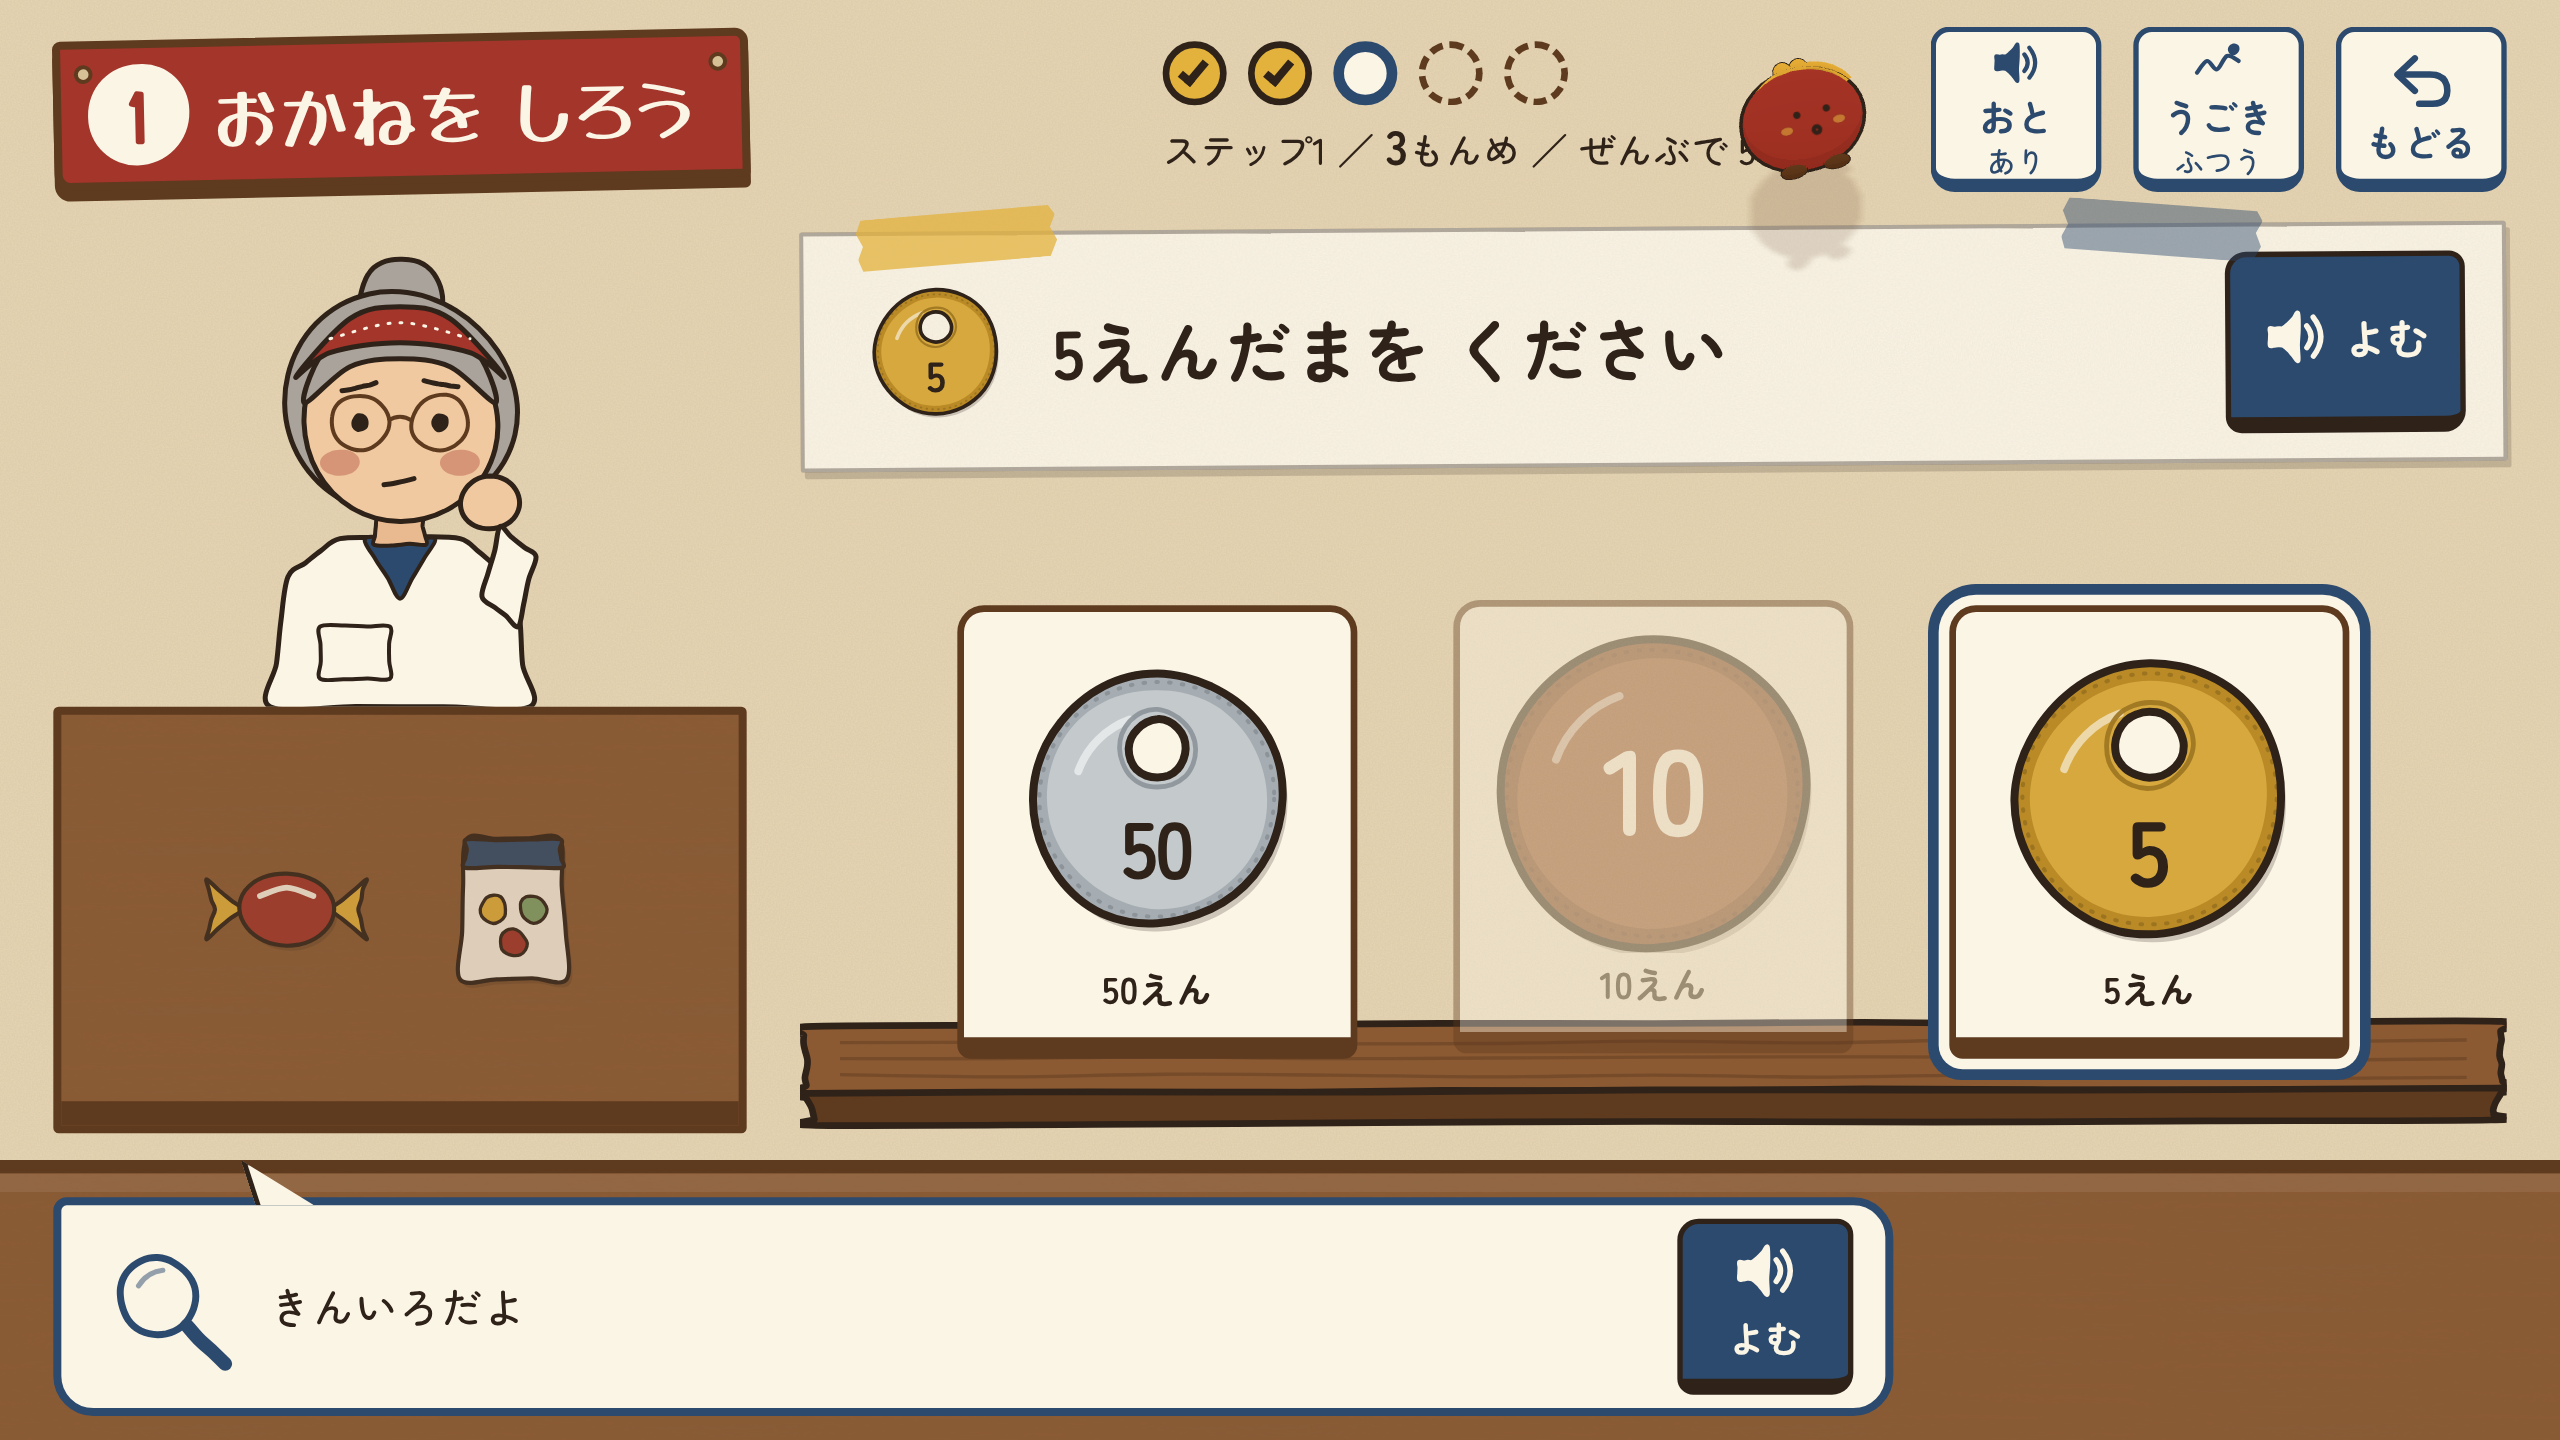 1 おかねを しろう
ステップ1 ／ 3もんめ ／ ぜんぶで
おと
あり
うごき
ふつう
もどる
5
5えんだまを ください
よむ
50
50えん
10
10えん
5
5えん
きんいろだよ
よむ